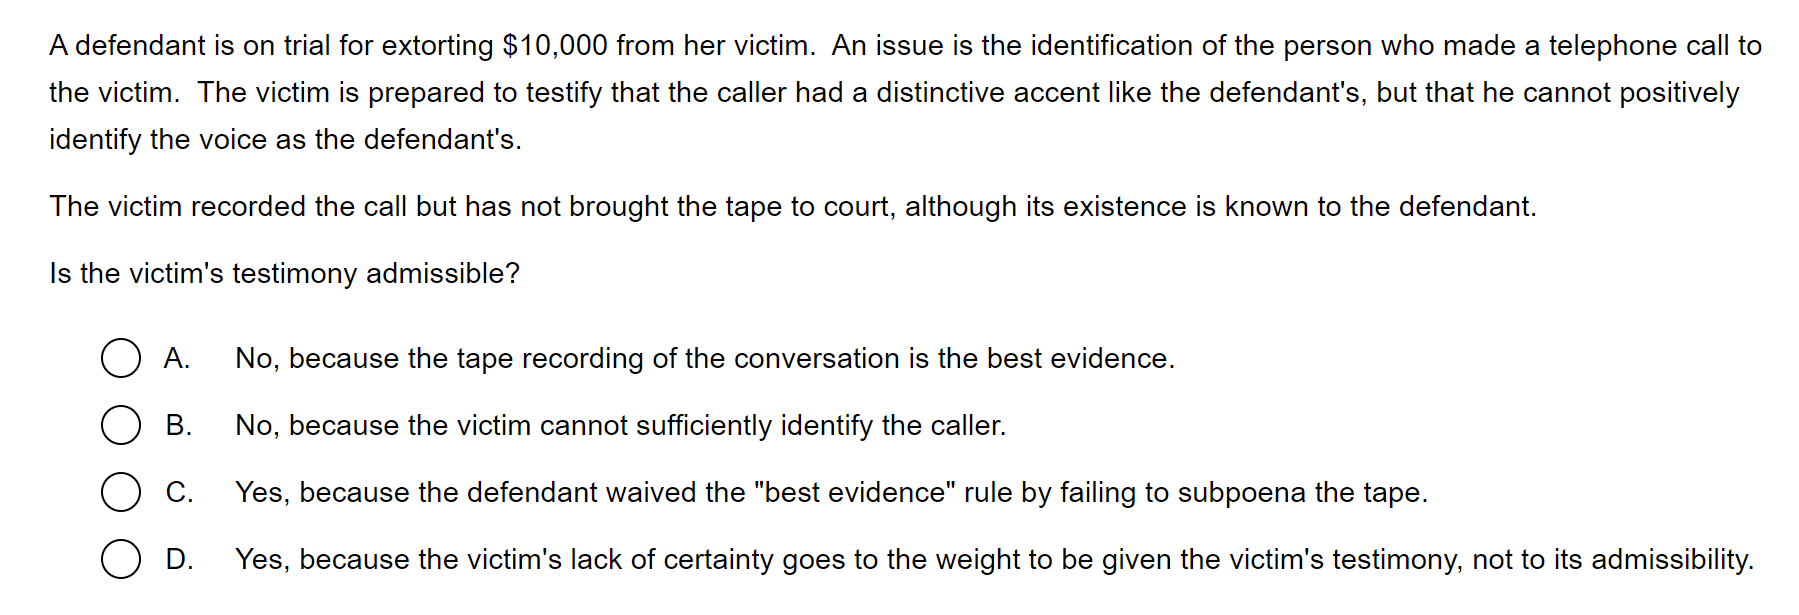 A defendant is on trial for extorting $10,000 from her victim.  An issue is the identification of the person who made a telephone call to
the victim.  The victim is prepared to testify that the caller had a distinctive accent like the defendant's, but that he cannot positively
identify the voice as the defendant's.
The victim recorded the call but has not brought the tape to court, although its existence is known to the defendant.
Is the victim's testimony admissible?
A. No, because the tape recording of the conversation is the best evidence.
B. No, because the victim cannot sufficiently identify the caller.
C. Yes, because the defendant waived the "best evidence" rule by failing to subpoena the tape.
D. Yes, because the victim's lack of certainty goes to the weight to be given the victim's testimony, not to its admissibility.